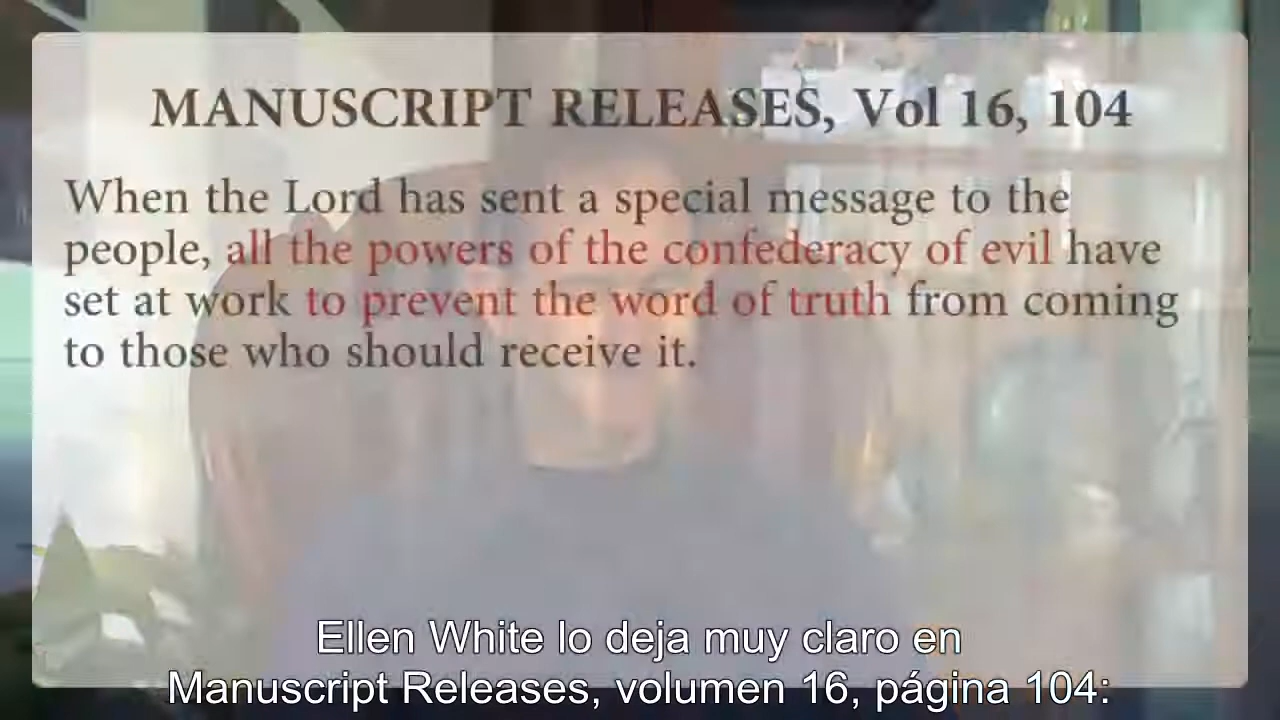 MANUSCRIPT RELEASES, Vol 16, 104
When the Lord has sent a special message to the
people, all the powers of the confederacy of evil have
set at work to prevent the word of truth from coming
to those who should receive it.
Ellen White lo deja muy claro en
Manuscript Releases, volumen 16, página 104: